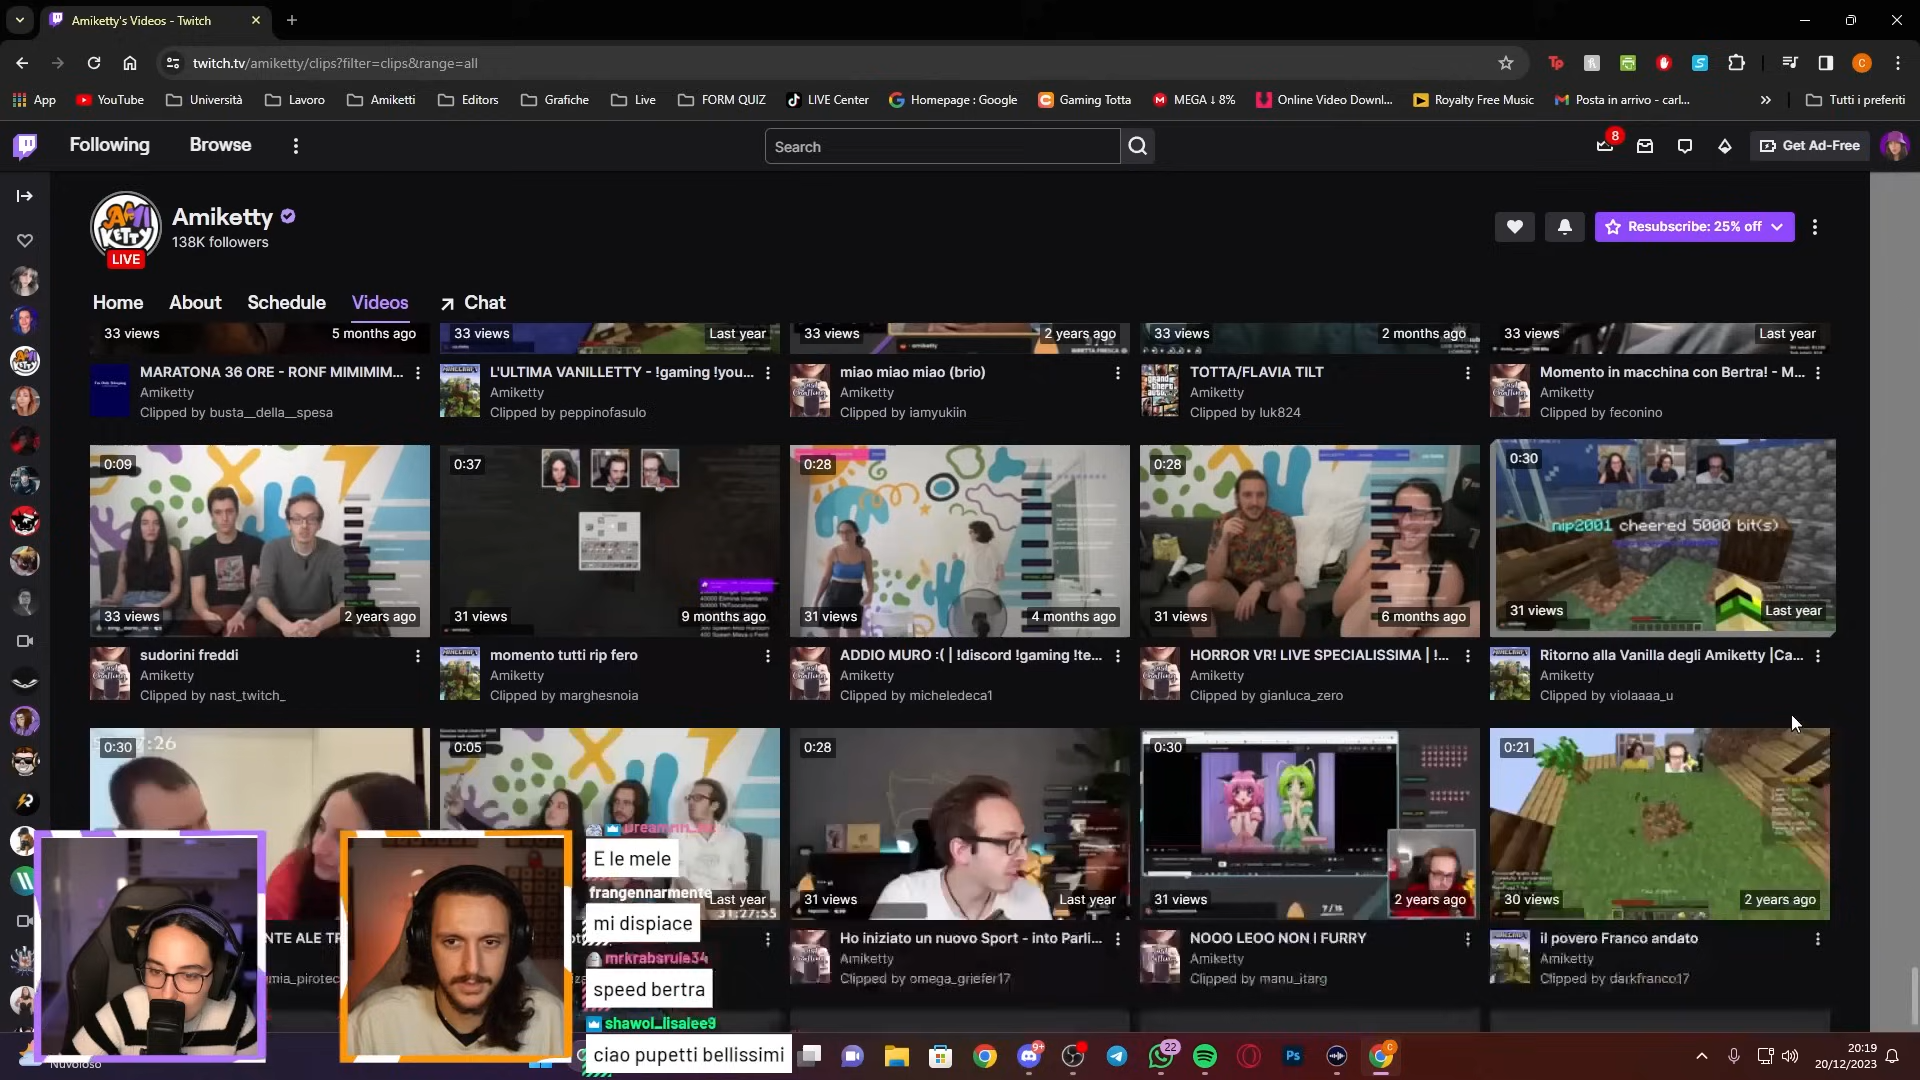 Amiketty's Videos - Twitch
twitch.tv/amiketty/clips?filter=clips&range=all
App
YouTube
Università
Lavoro
Amiketti
Editors
Grafiche
Live
FORM QUIZ
LIVE Center
Homepage : Google
Gaming Totta
MEGA ↓ 8%
Online Video Downl...
Royalty Free Music
Posta in arrivo - carl...
Tutti i preferiti
Following
Browse
Search
8
Get Ad-Free
Amiketty
138K followers
LIVE
Resubscribe: 25% off
Home
About
Schedule
Videos
Chat
33 views
5 months ago
33 views
Last year
33 views
2 years ago
33 views
2 months ago
33 views
Last year
MARATONA 36 ORE - RONF MIMIMIM...
Amiketty
Clipped by busta__della__spesa
L'ULTIMA VANILLETTY - !gaming !you...
Amiketty
Clipped by peppinofasulo
miao miao miao (brio)
Amiketty
Clipped by iamyukiin
TOTTA/FLAVIA TILT
Amiketty
Clipped by luk824
Momento in macchina con Bertra! - M...
Amiketty
Clipped by feconino
0:09
33 views
2 years ago
0:37
31 views
9 months ago
0:28
31 views
4 months ago
0:28
31 views
6 months ago
0:30
nip2001 cheered 5000 bit(s)
31 views
Last year
sudorini freddi
Amiketty
Clipped by nast_twitch_
momento tutti rip fero
Amiketty
Clipped by marghesnoia
ADDIO MURO :( | !discord !gaming !te...
Amiketty
Clipped by micheledeca1
HORROR VR! LIVE SPECIALISSIMA | !...
Amiketty
Clipped by gianluca_zero
Ritorno alla Vanilla degli Amiketty |Ca...
Amiketty
Clipped by violaaaa_u
0:30
7:26
0:05
Last year
31:27:55
0:28
31 views
Last year
0:30
31 views
2 years ago
0:21
30 views
2 years ago
NTE ALE TR
mia_pirotec
Ho iniziato un nuovo Sport - into Parli...
Amiketty
Clipped by omega_griefer17
NOOO LEOO NON I FURRY
Amiketty
Clipped by manu_itarg
il povero Franco andato
Amiketty
Clipped by darkfranco17
E le mele
frangennarmente
mi dispiace
mrkrabsrule34
speed bertra
shawol_lisalee9
ciao pupetti bellissimi
Nuvoloso
9+
22
Ps
20:19
20/12/2023